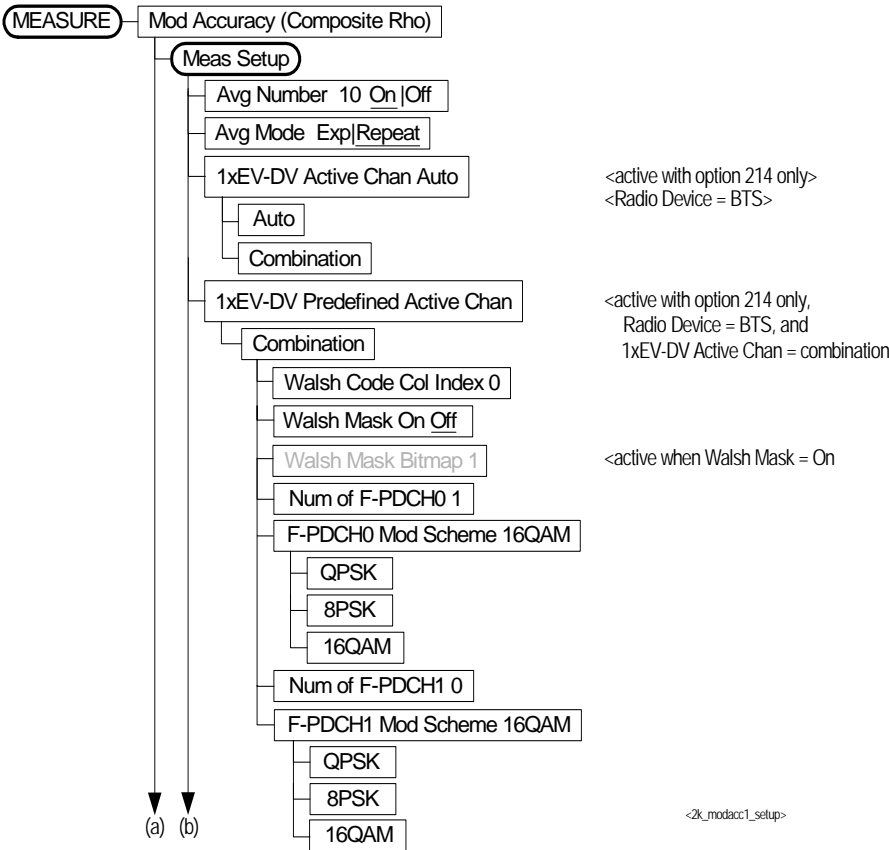 MEASURE
Mod Accuracy (Composite Rho)
Meas Setup
Avg Number 10 On |Off
Avg Mode Exp|Repeat
1xEV-DV Active Chan Auto
<active with option 214 only>
<Radio Device = BTS>
Auto
Combination
1xEV-DV Predefined Active Chan
<active with option 214 only,
Radio Device = BTS, and
1xEV-DV Active Chan = combination
Combination
Walsh Code Col Index 0
Walsh Mask On Off
Walsh Mask Bitmap 1
<active when Walsh Mask = On
Num of F-PDCH0 1
F-PDCH0 Mod Scheme 16QAM
QPSK
8PSK
16QAM
Num of F-PDCH1 0
F-PDCH1 Mod Scheme 16QAM
QPSK
8PSK
16QAM
(a) (b)
<2k_modacc1_setup>